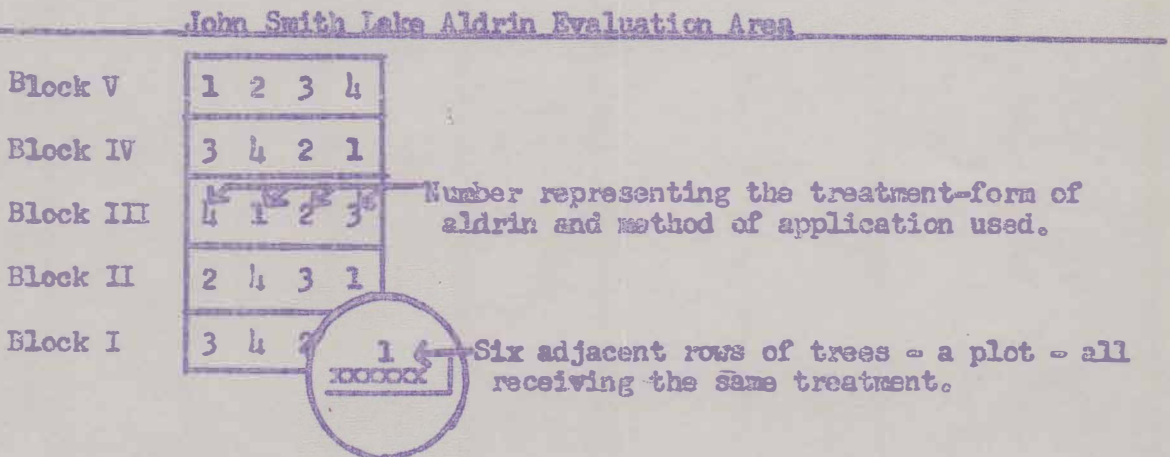 John Smith Lake Aldrin Evaluation Area
Block V 1 2 3 4
Block IV 3 4 2 1
Block III 4 1 2 3 Number representing the treatment-form of
aldrin and method of application used.
Block II 2 4 3 1
Block I 3 4 2 1 Six adjacent rows of trees - a plot - all
xxxxxx receiving the same treatment.